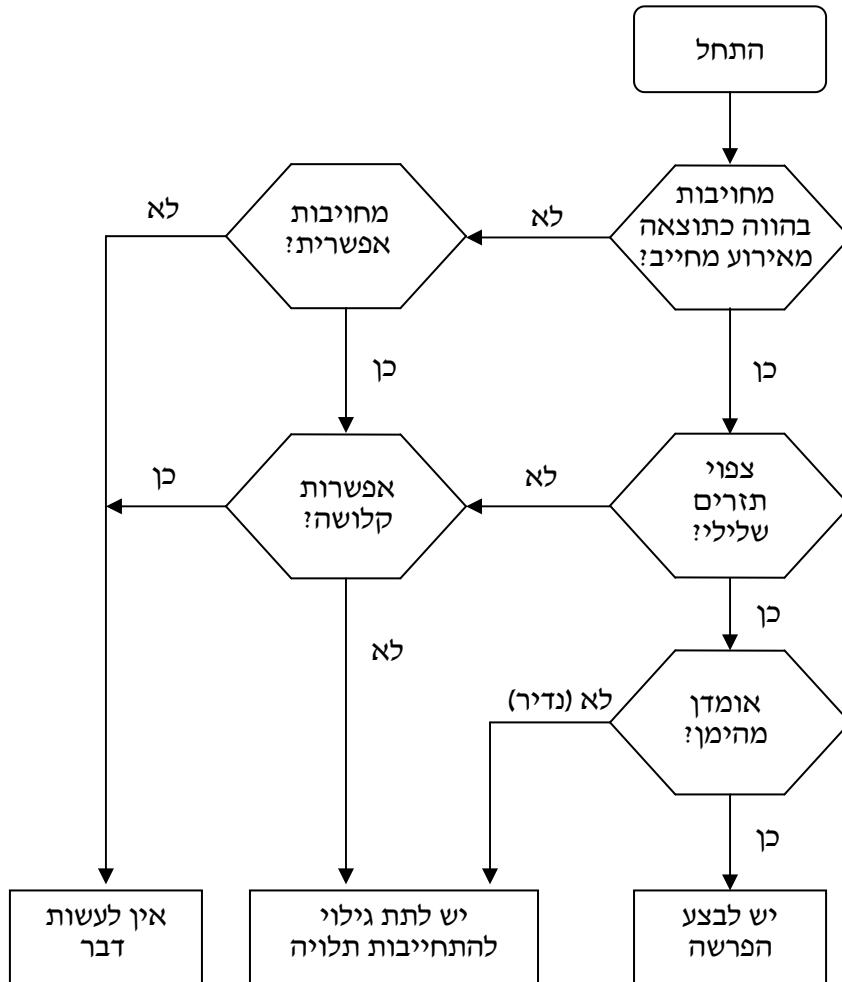 התחל
מחויבות
בהווה כתוצאה
מאירוע מחייב?
לא
מחויבות
אפשרית?
לא
כן
כן
צפוי
תזרים
שלילי?
לא
אפשרות
קלושה?
כן
כן
לא
אומדן
מהימן?
לא (נדיר)
כן
יש לבצע
הפרשה
יש לתת גילוי
להתחייבות תלויה
אין לעשות
דבר